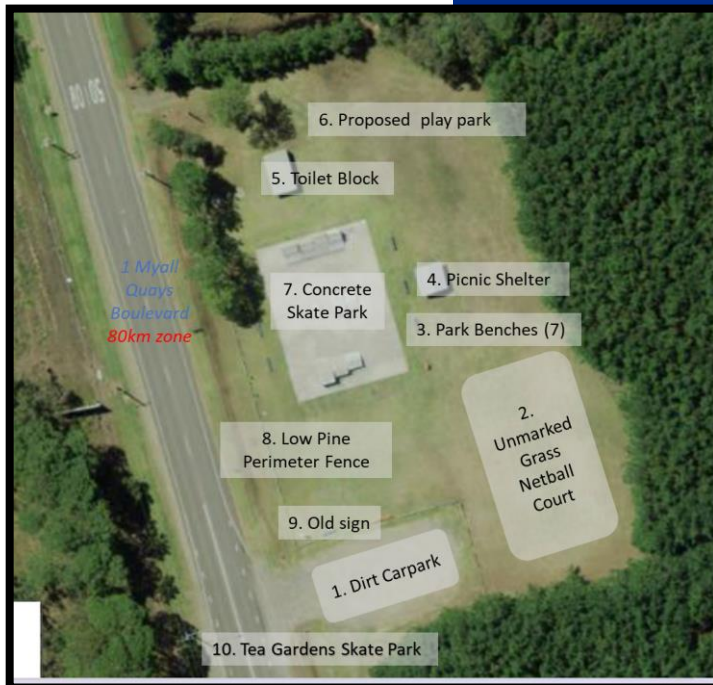 6. Proposed play park
5. Toilet Block
1 Myall
Quays
Boulevard
80km zone
7. Concrete
Skate Park
4. Picnic Shelter
3. Park Benches (7)
2.
Unmarked
Grass
Netball
Court
8. Low Pine
Perimeter Fence
9. Old sign
1. Dirt Carpark
10. Tea Gardens Skate Park